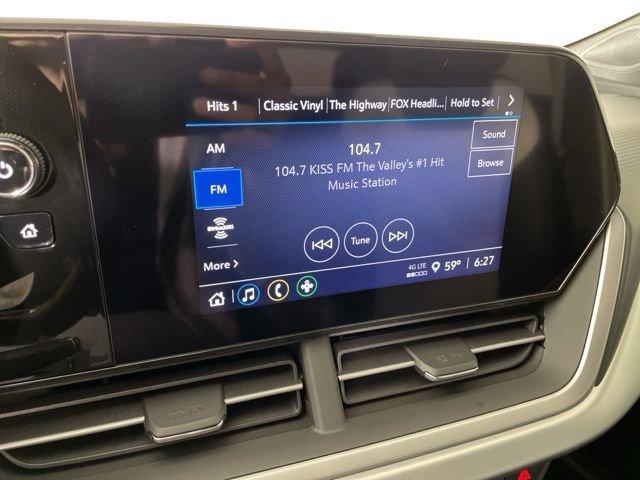 Hits 1 Classic Vinyl The Highway FOX Headli... Hold to Set
AM
104.7
Sound
104.7 KISS FM The Valley's #1 Hit
Music Station
Browse
FM
SiriusXM
Tune
More
4G LTE 59° 6:27